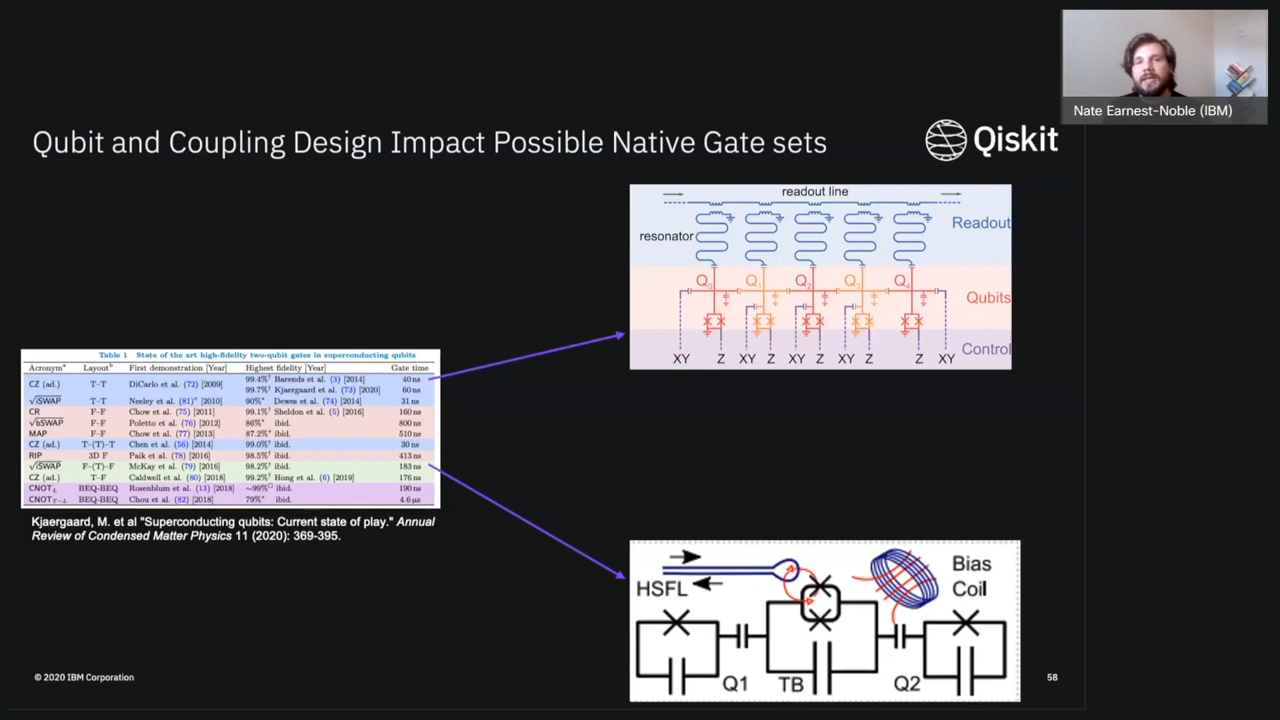 Nate Earnest-Noble (IBM)
Qubit and Coupling Design Impact Possible Native Gate sets
Qiskit
readout line
Readout
resonator
Q0 Q1 Q2 Q3 Q4
Qubits
Control
XY Z XY Z XY Z XY Z Z XY
Table 1 State of the art high-fidelity two-qubit gates in superconducting qubits
Acronymᵃ Layoutᵇ First demonstration [Year] Highest fidelity [Year] Gate time
CZ (ad.) T–T DiCarlo et al. (72) [2009] 99.4%† Barends et al. (3) [2014] 40 ns
99.7%† Kjaergaard et al. (73) [2020] 60 ns
√iSWAP T–T Neeley et al. (81)* [2010] 90%* Dewes et al. (74) [2014] 31 ns
CR F–F Chow et al. (75) [2011] 99.1%† Sheldon et al. (5) [2016] 160 ns
√bSWAP F–F Poletto et al. (76) [2012] 86%* ibid. 800 ns
MAP F–F Chow et al. (77) [2013] 87.2%* ibid. 510 ns
CZ (ad.) T–(T)–T Chen et al. (56) [2014] 99.0%† ibid. 30 ns
RIP 3D F Paik et al. (78) [2016] 98.5%† ibid. 413 ns
√iSWAP F–(T)–F McKay et al. (79) [2016] 98.2%† ibid. 183 ns
CZ (ad.) T–F Caldwell et al. (80) [2018] 99.2%† Hong et al. (6) [2019] 176 ns
CNOT_L BEQ-BEQ Rosenblum et al. (13) [2018] ~99%□ ibid. 190 ns
CNOT_T−L BEQ-BEQ Chou et al. (82) [2018] 79%* ibid. 4.6 μs
Kjaergaard, M. et al "Superconducting qubits: Current state of play." Annual
Review of Condensed Matter Physics 11 (2020): 369-395.
HSFL
Bias
Coil
Q1 TB Q2
© 2020 IBM Corporation
58